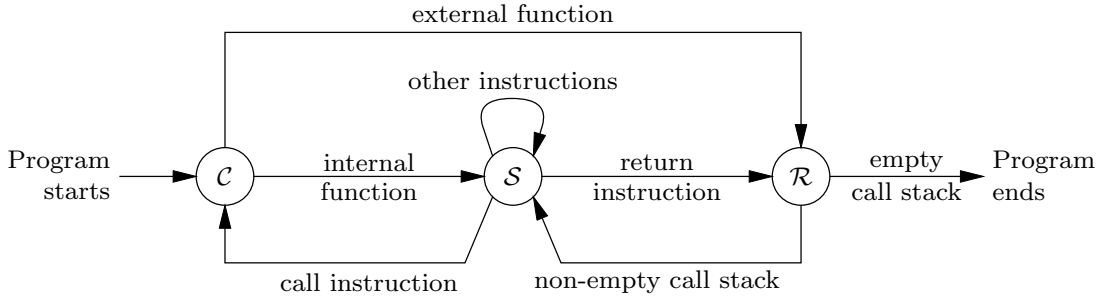 external function
other instructions
Program
starts
C
internal
function
S
return
instruction
R
empty
call stack
Program
ends
call instruction
non-empty call stack